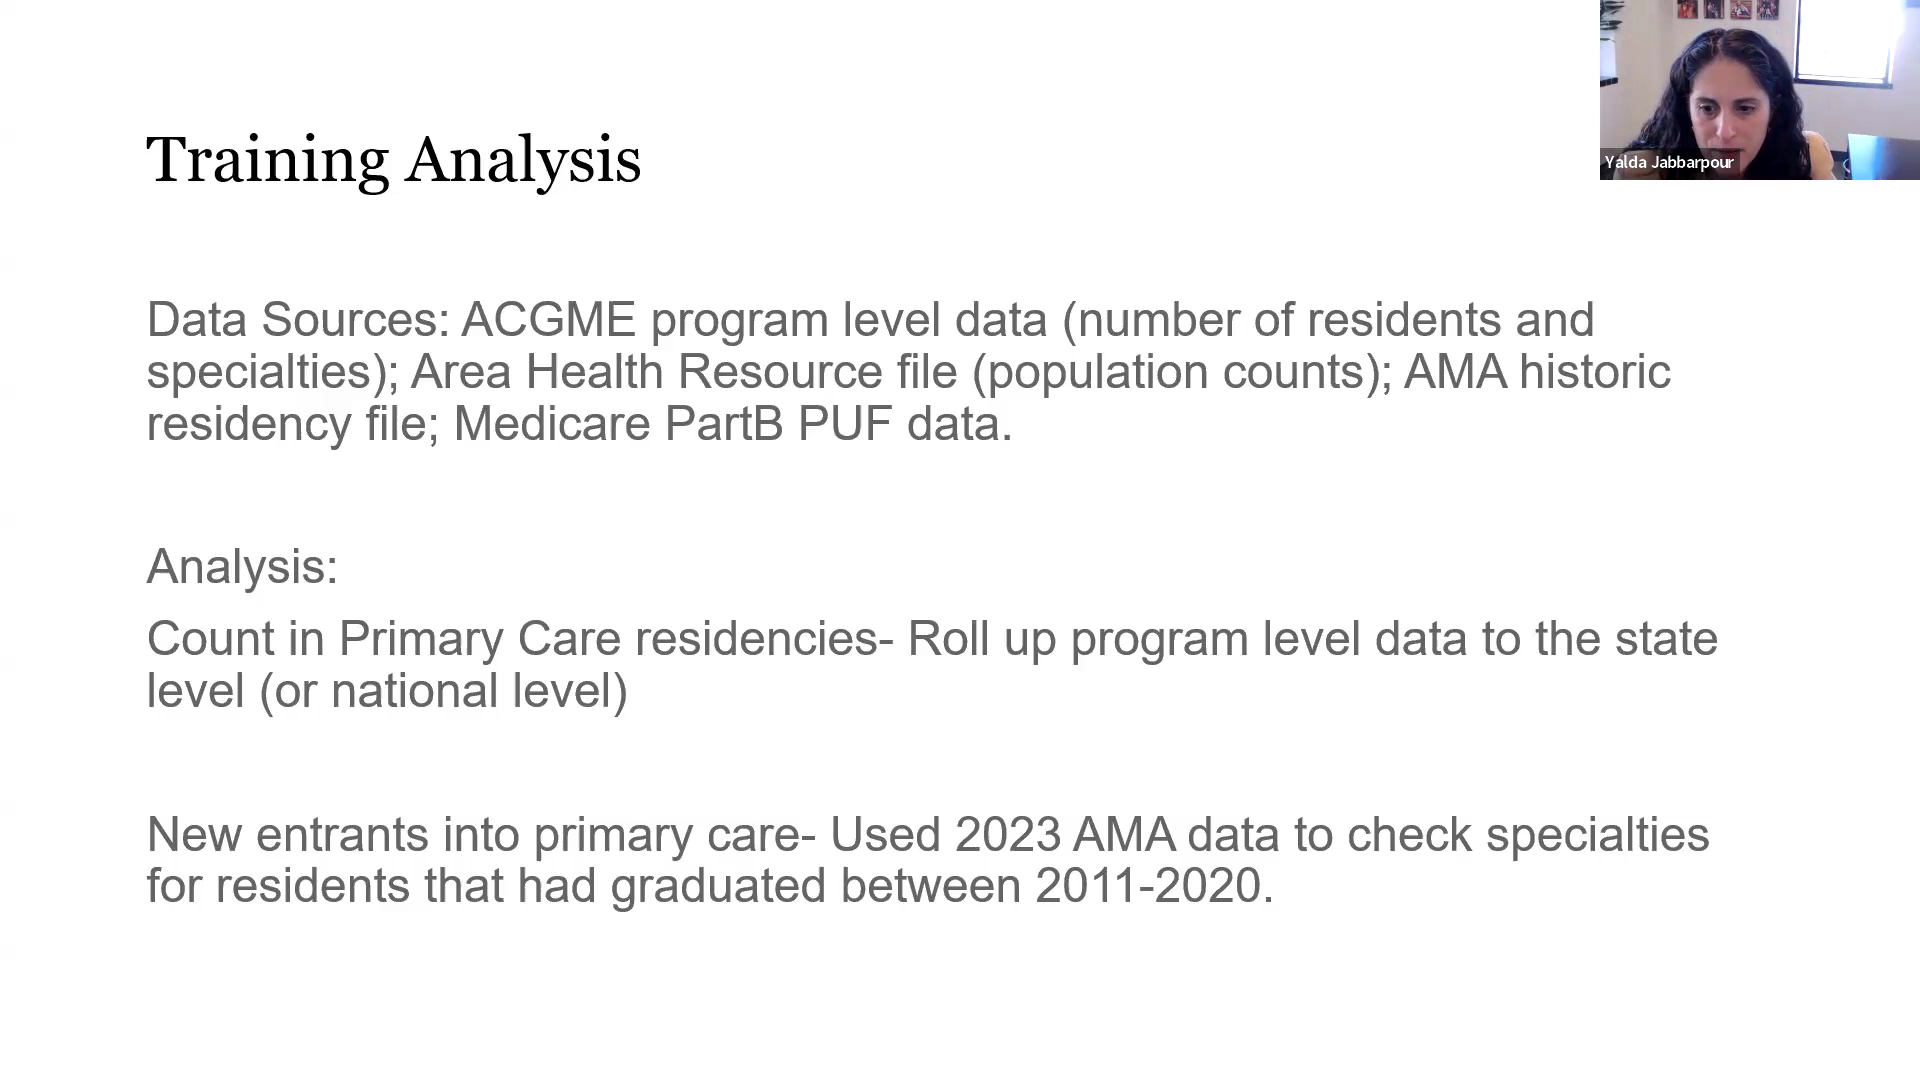 Training Analysis
Yalda Jabbarpour
Data Sources: ACGME program level data (number of residents and
specialties); Area Health Resource file (population counts); AMA historic
residency file; Medicare PartB PUF data.
Analysis:
Count in Primary Care residencies- Roll up program level data to the state
level (or national level)
New entrants into primary care- Used 2023 AMA data to check specialties
for residents that had graduated between 2011-2020.